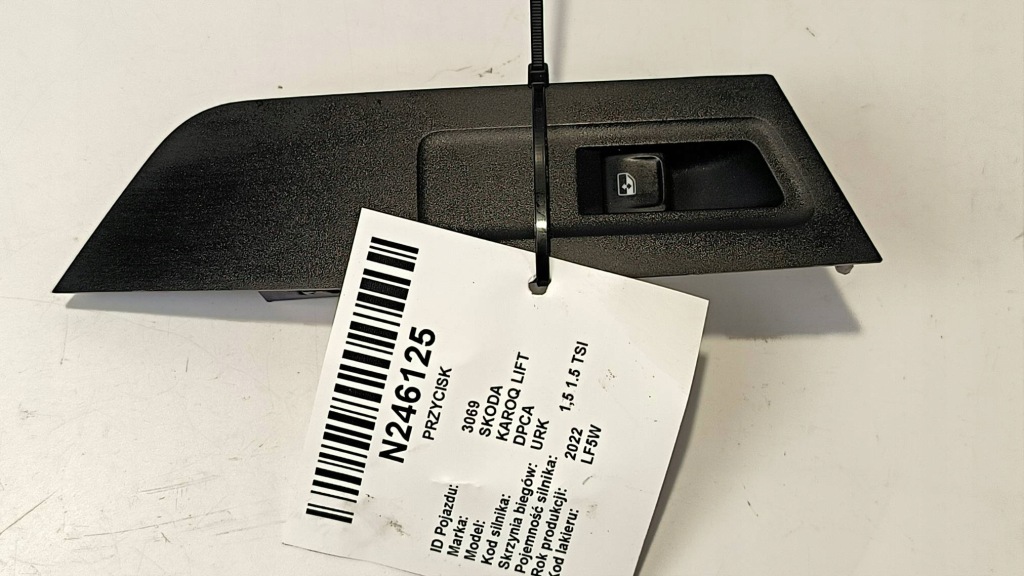 N246125
PRZYCISK
ID Pojazdu: 3069
Marka: SKODA
Model: KAROQ LIFT
Kod silnika: DPCA
Skrzynia biegów: URK
Pojemność silnika: 1,5 1.5 TSI
Rok produkcji: 2022
Kod lakieru: LF5W